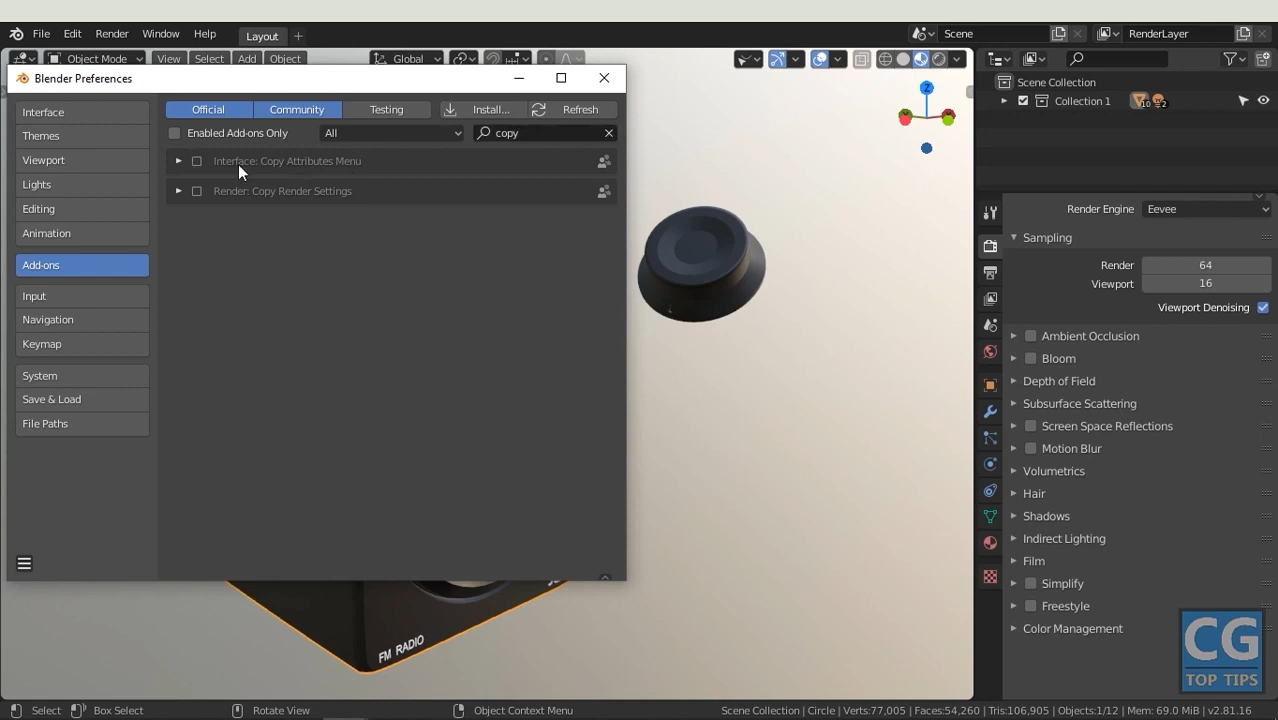 File Edit Render Window Help Layout + Scene RenderLayer
Object Mode View Select Add Object Global
Blender Preferences
Interface
Themes
Viewport
Lights
Editing
Animation
Add-ons
Input
Navigation
Keymap
System
Save & Load
File Paths
Official Community Testing Install... Refresh
Enabled Add-ons Only All copy
Interface: Copy Attributes Menu
Render: Copy Render Settings
FM RADIO
Z
Scene Collection
Collection 1 10 2
Render Engine Eevee
Sampling
Render 64
Viewport 16
Viewport Denoising
Ambient Occlusion
Bloom
Depth of Field
Subsurface Scattering
Screen Space Reflections
Motion Blur
Volumetrics
Hair
Shadows
Indirect Lighting
Film
Simplify
Freestyle
Color Management
CG
TOP TIPS
Select Box Select Rotate View Object Context Menu Scene Collection | Circle | Verts:77,005 | Faces:54,260 | Tris:106,905 | Objects:1/12 | Mem: 69.0 MiB | v2.81.16